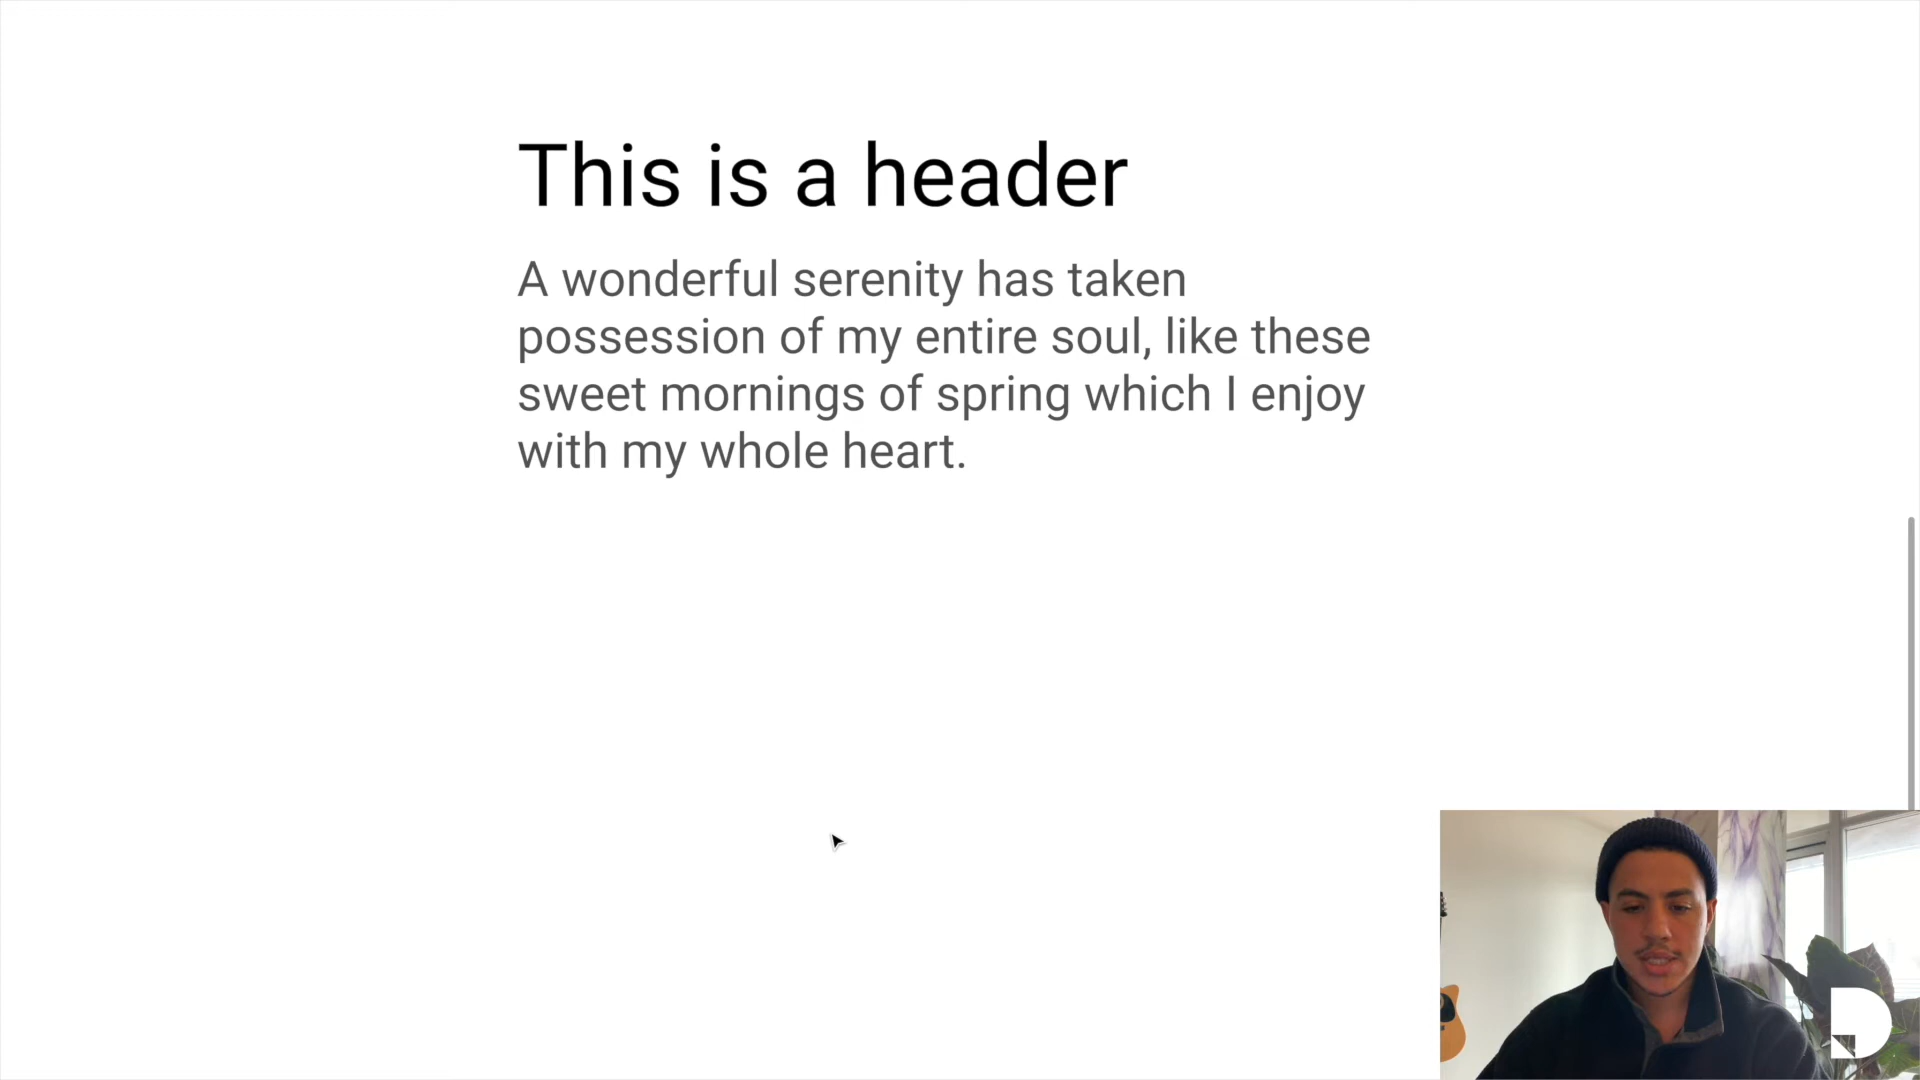 This is a header
A wonderful serenity has taken
possession of my entire soul, like these
sweet mornings of spring which I enjoy
with my whole heart.